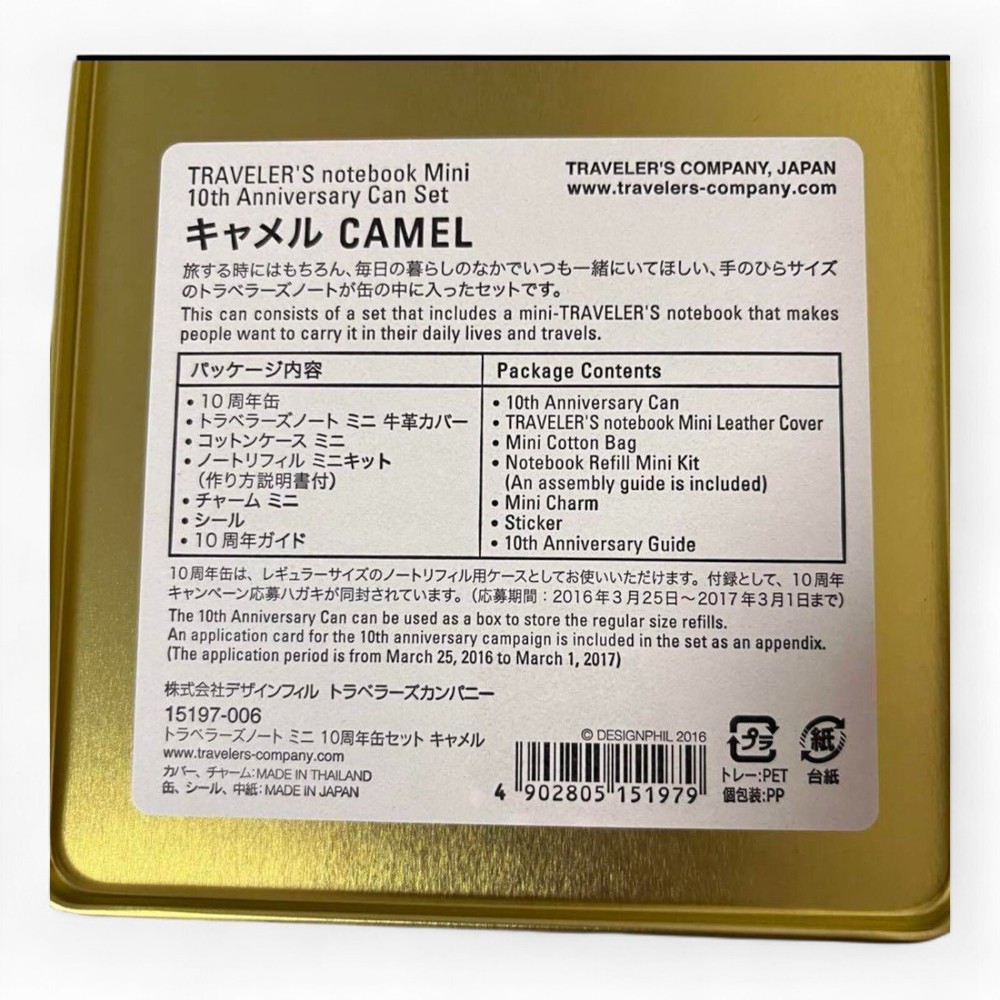 TRAVELER'S notebook Mini
10th Anniversary Can Set
TRAVELER'S COMPANY, JAPAN
www.travelers-company.com
キャメル CAMEL
旅する時にはもちろん、毎日の暮らしのなかでいつも一緒にいてほしい、手のひらサイズ
のトラベラーズノートが缶の中に入ったセットです。
This can consists of a set that includes a mini-TRAVELER'S notebook that makes
people want to carry it in their daily lives and travels.
パッケージ内容
• 10周年缶
• トラベラーズノート ミニ 牛革カバー
• コットンケース ミニ
• ノートリフィル ミニキット
（作り方説明書付）
• チャーム ミニ
• シール
• 10周年ガイド
Package Contents
• 10th Anniversary Can
• TRAVELER'S notebook Mini Leather Cover
• Mini Cotton Bag
• Notebook Refill Mini Kit
(An assembly guide is included)
• Mini Charm
• Sticker
• 10th Anniversary Guide
10周年缶は、レギュラーサイズのノートリフィル用ケースとしてお使いいただけます。付録として、10周年
キャンペーン応募ハガキが同封されています。（応募期間：2016年3月25日〜2017年3月1日まで）
The 10th Anniversary Can can be used as a box to store the regular size refills.
An application card for the 10th anniversary campaign is included in the set as an appendix.
(The application period is from March 25, 2016 to March 1, 2017)
株式会社デザインフィル トラベラーズカンパニー
15197-006
トラベラーズノート ミニ 10周年缶セット キャメル
www.travelers-company.com
カバー、チャーム：MADE IN THAILAND
缶、シール、中紙：MADE IN JAPAN
© DESIGNPHIL 2016
4 902805 151979
プラ
トレー：PET
個包装：PP
紙
台紙